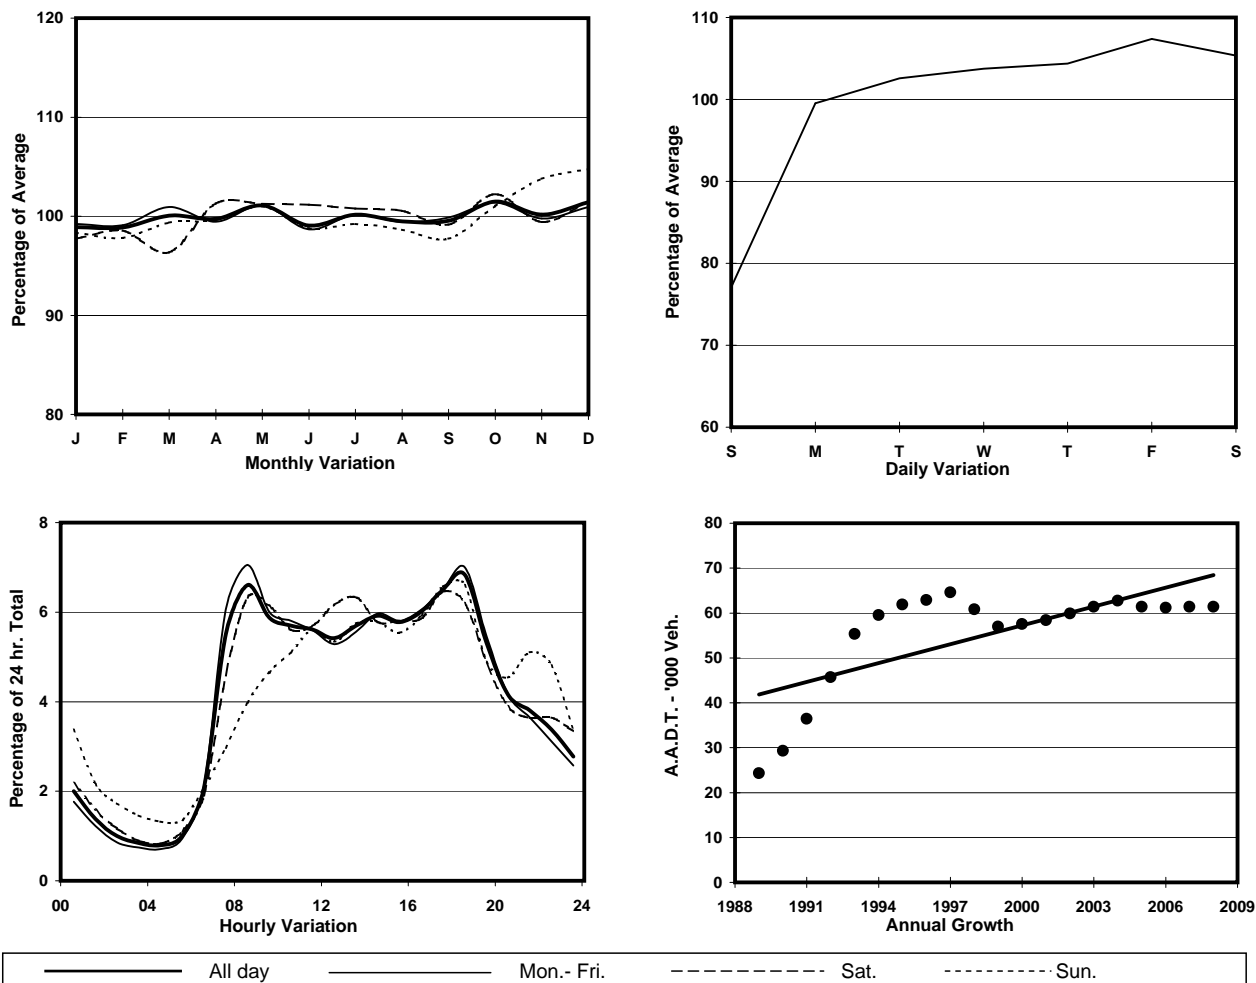 120
110
100
90
80
Percentage of Average
J F M A M J J A S O N D
Monthly Variation
110
100
90
80
70
60
Percentage of Average
S M T W T F S
Daily Variation
8
6
4
2
0
Percentage of 24 hr. Total
00 04 08 12 16 20 24
Hourly Variation
80
70
60
50
40
30
20
10
0
A.A.D.T. - '000 Veh.
1988 1991 1994 1997 2000 2003 2006 2009
Annual Growth
All day Mon.- Fri. Sat. Sun.